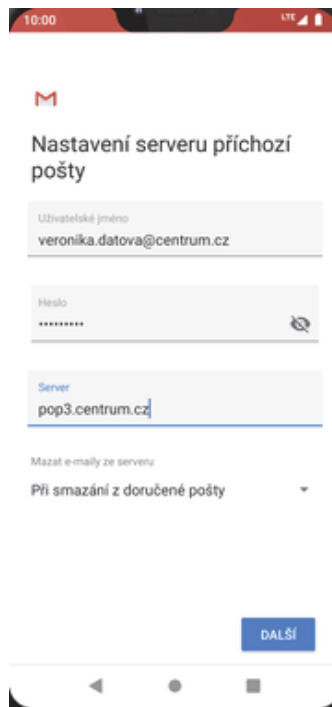 10:00 LTE
Nastavení serveru příchozí
pošty
Uživatelské jméno
veronika.datova@centrum.cz
Heslo
•••••••••
Server
pop3.centrum.cz
Mazat e-maily ze serveru
Při smazání z doručené pošty
DALŠÍ